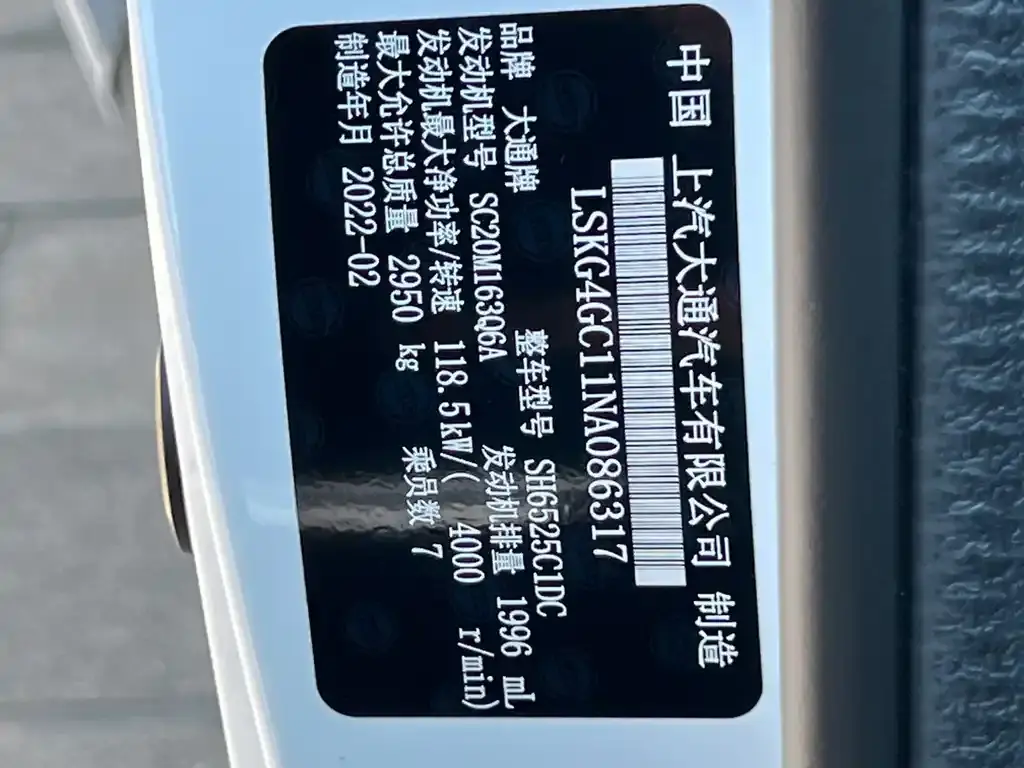 中国 上汽大通汽车有限公司 制造
LSKG4GC11NA086317
品牌 大通牌 整车型号 SH6525C1DC
发动机型号 SC20M163Q6A 发动机排量 1996 mL
发动机最大净功率/转速 118.5kW/( 4000 r/min)
最大允许总质量 2950 kg 乘员数 7
制造年月 2022-02